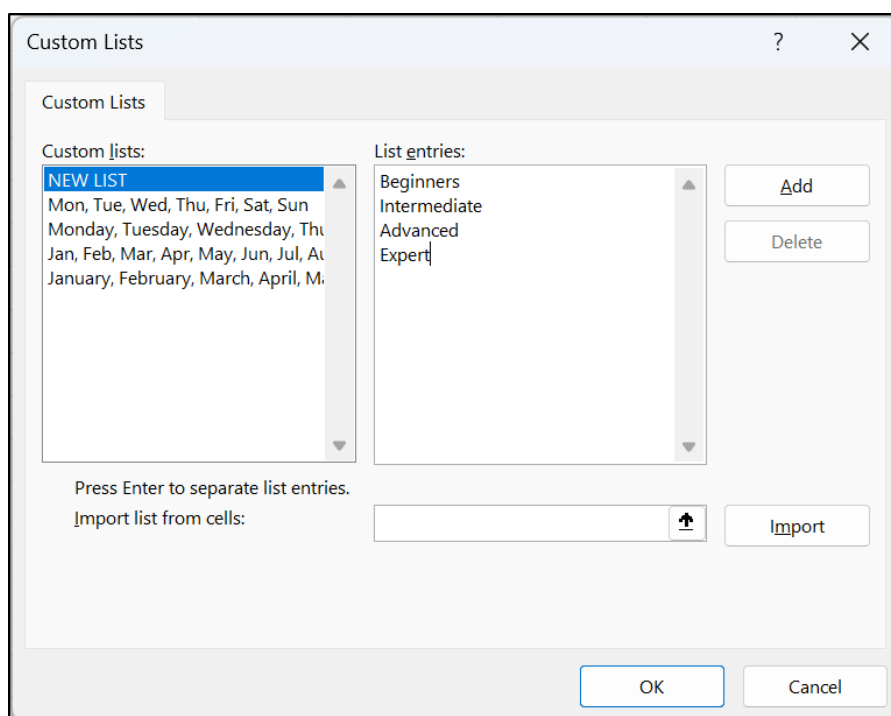 Custom Lists
? ×
Custom Lists
Custom lists:
NEW LIST
Mon, Tue, Wed, Thu, Fri, Sat, Sun
Monday, Tuesday, Wednesday, Thu
Jan, Feb, Mar, Apr, May, Jun, Jul, Au
January, February, March, April, Ma
List entries:
Beginners
Intermediate
Advanced
Expert
Add
Delete
Press Enter to separate list entries.
Import list from cells:
Import
OK
Cancel